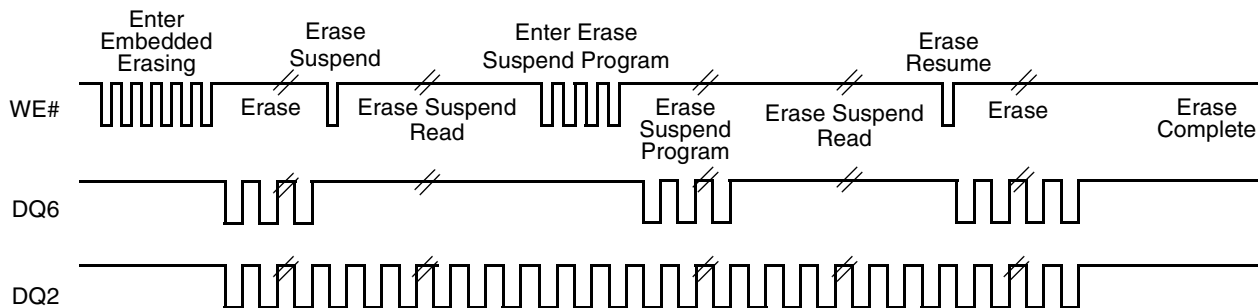 Enter
Embedded
Erasing
Erase
Suspend
Enter Erase
Suspend Program
Erase
Resume
WE#
Erase
Erase Suspend
Read
Erase
Suspend
Program
Erase Suspend
Read
Erase
Erase
Complete
DQ6
DQ2